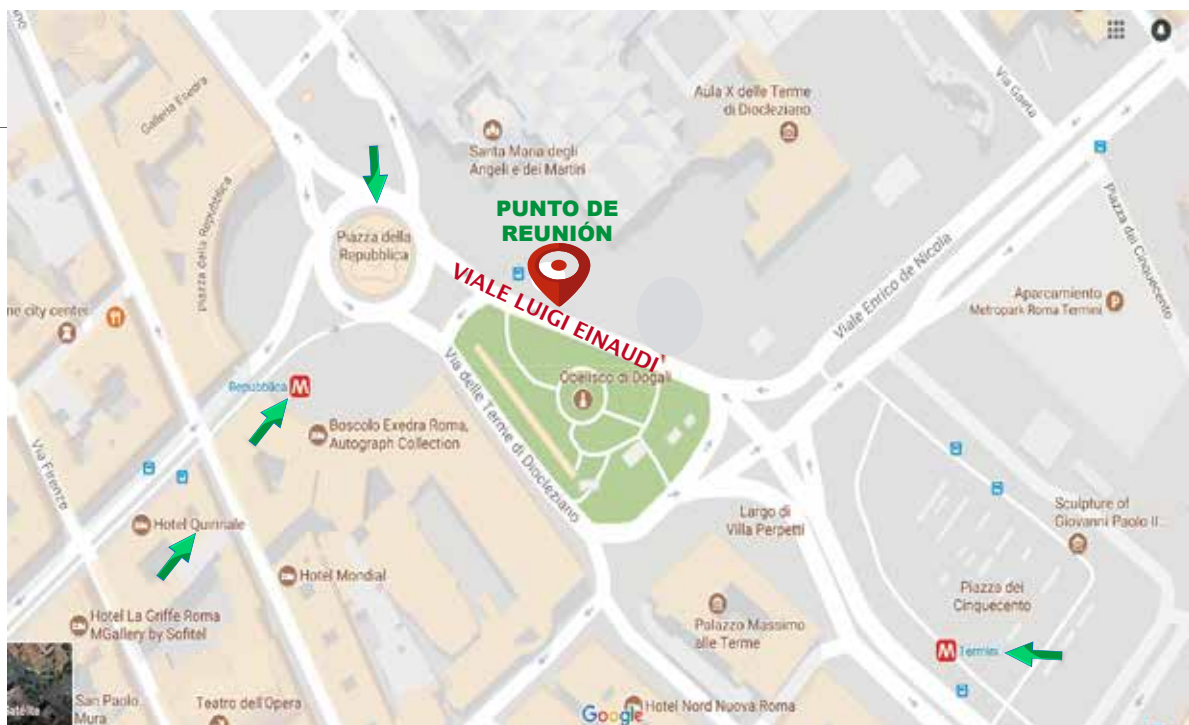 Via Gaeta
Galleria Esedra
Aula X delle Terme
di Diocleziano
Santa Maria degli
Angeli e dei Martiri
PUNTO DE
REUNIÓN
Piazza della
Repubblica
Piazza della Repubblica
VIALE LUIGI EINAUDI
Viale Enrico de Nicola
Piazza dei Cinquecento
Aparcamiento
Metropark Roma Termini
P
ne city center
Repubblica M
Obelisco di Dogali
Via delle Terme di Diocleziano
Boscolo Exedra Roma,
Autograph Collection
Via Firenze
Hotel Quirinale
Largo di
Villa Perpetti
Sculpture of
Giovanni Paolo II...
Hotel Mondial
Piazza dei
Cinquecento
Hotel La Griffe Roma
MGallery by Sofitel
Palazzo Massimo
alle Terme
M Termini
Satélite
San Paolo
Mura
Teatro dell'Opera
Google
Hotel Nord Nuova Roma